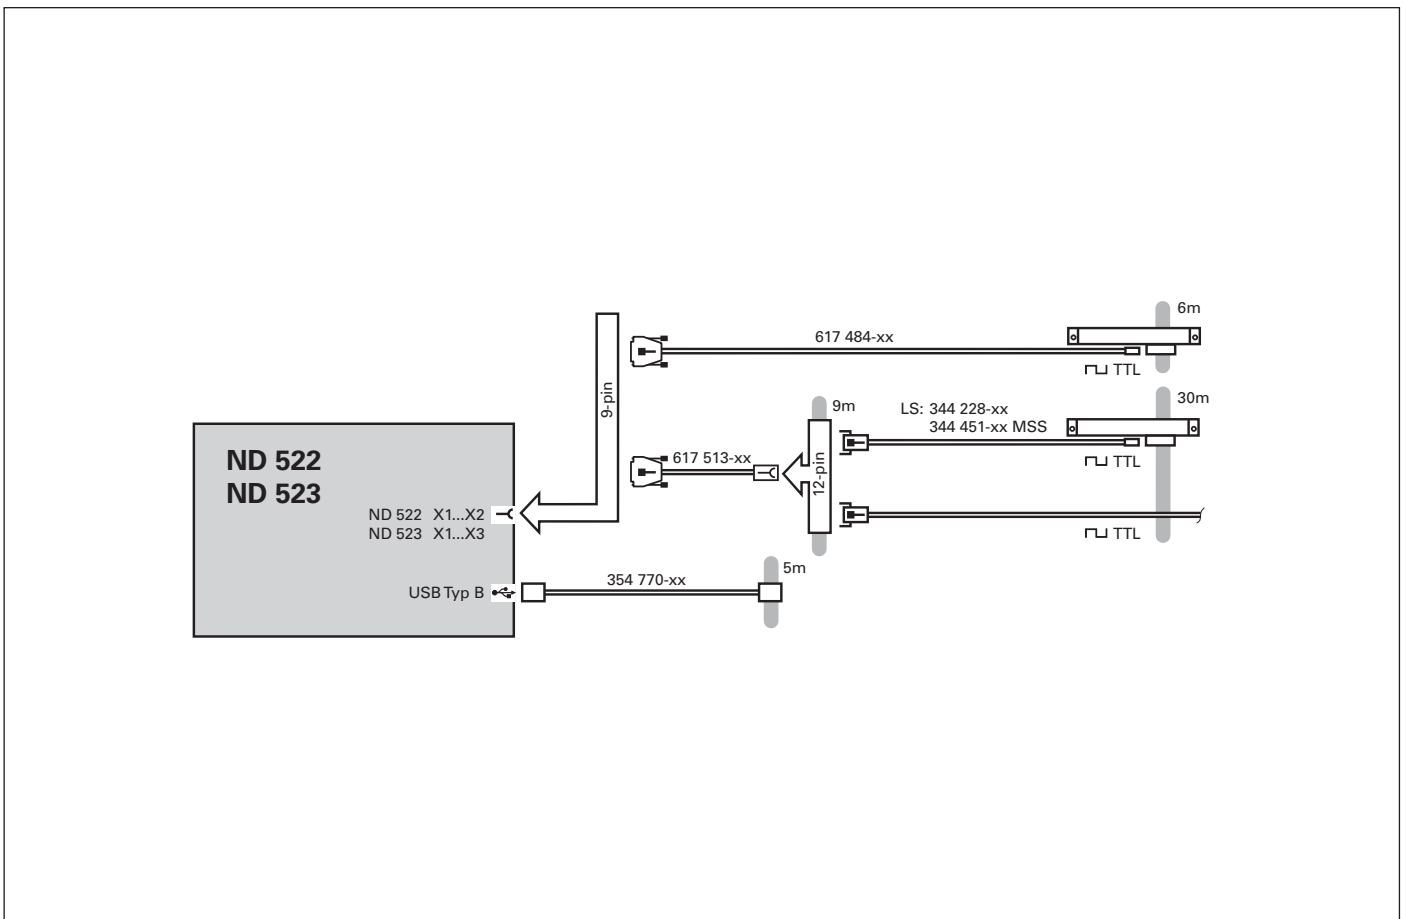 ND 522
ND 523
ND 522 X1...X2
ND 523 X1...X3
USB Typ B
9-pin
617 484-xx
6m
TTL
617 513-xx
9m
12-pin
LS: 344 228-xx
344 451-xx MSS
30m
TTL
TTL
354 770-xx
5m